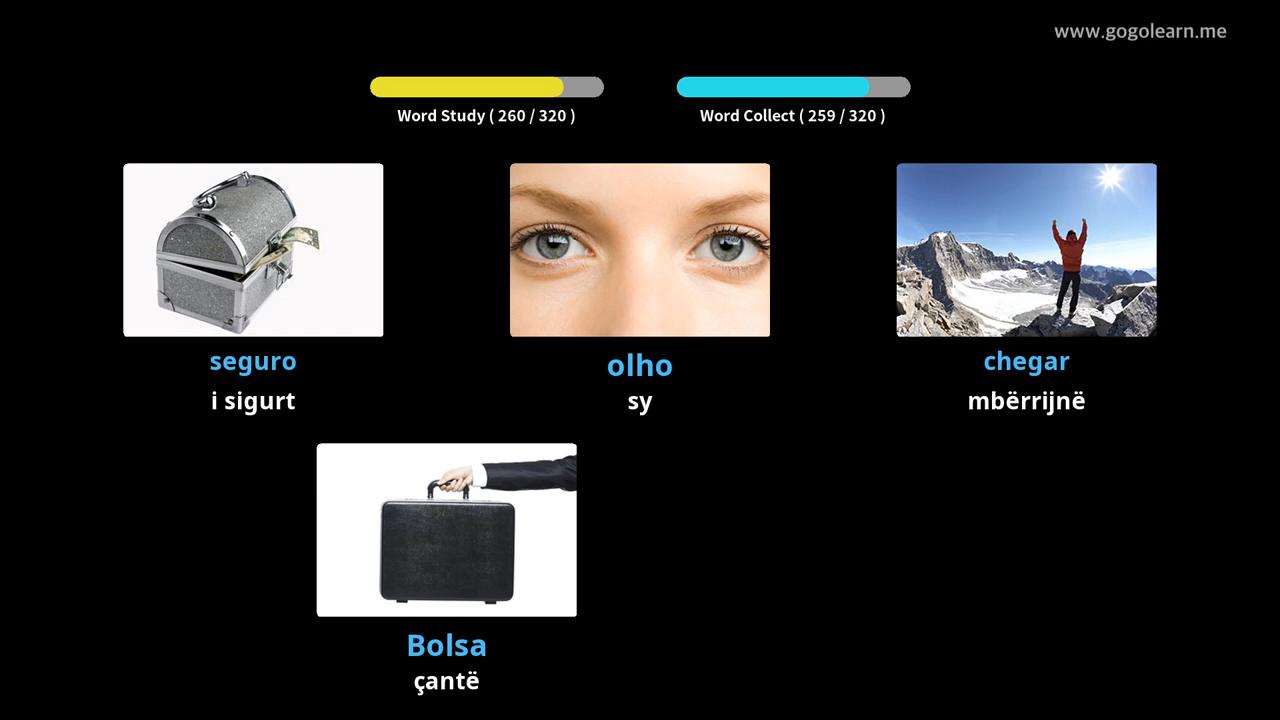 www.gogolearn.me
Word Study ( 260 / 320 )
Word Collect ( 259 / 320 )
seguro
i sigurt
olho
sy
chegar
mbërrijnë
Bolsa
çantë